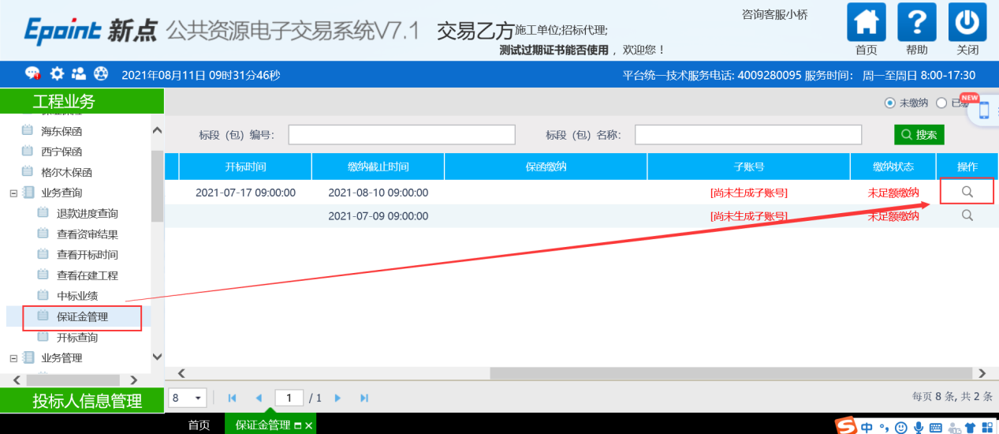 Epoint 新点 公共资源电子交易系统V7.1 交易乙方施工单位;招标代理;
测试过期证书能否使用 ，欢迎您！
咨询客服小桥
首页 帮助 关闭
2021年08月11日 09时31分46秒
平台统一技术服务电话: 4009280095 服务时间: 周一至周日 8:00-17:30
工程业务
未缴纳
NEW
海东保函
西宁保函
格尔木保函
业务查询
退款进度查询
查看资审结果
查看开标时间
查看在建工程
中标业绩
保证金管理
开标查询
业务管理
投标人信息管理
标段（包）编号: 标段（包）名称: 搜索
开标时间 缴纳截止时间 保函缴纳 子账号 缴纳状态 操作
2021-07-17 09:00:00 2021-08-10 09:00:00 [尚未生成子账号] 未足额缴纳
2021-07-09 09:00:00 [尚未生成子账号] 未足额缴纳
8 1 / 1 每页 8 条, 共 2 条
首页 保证金管理
中